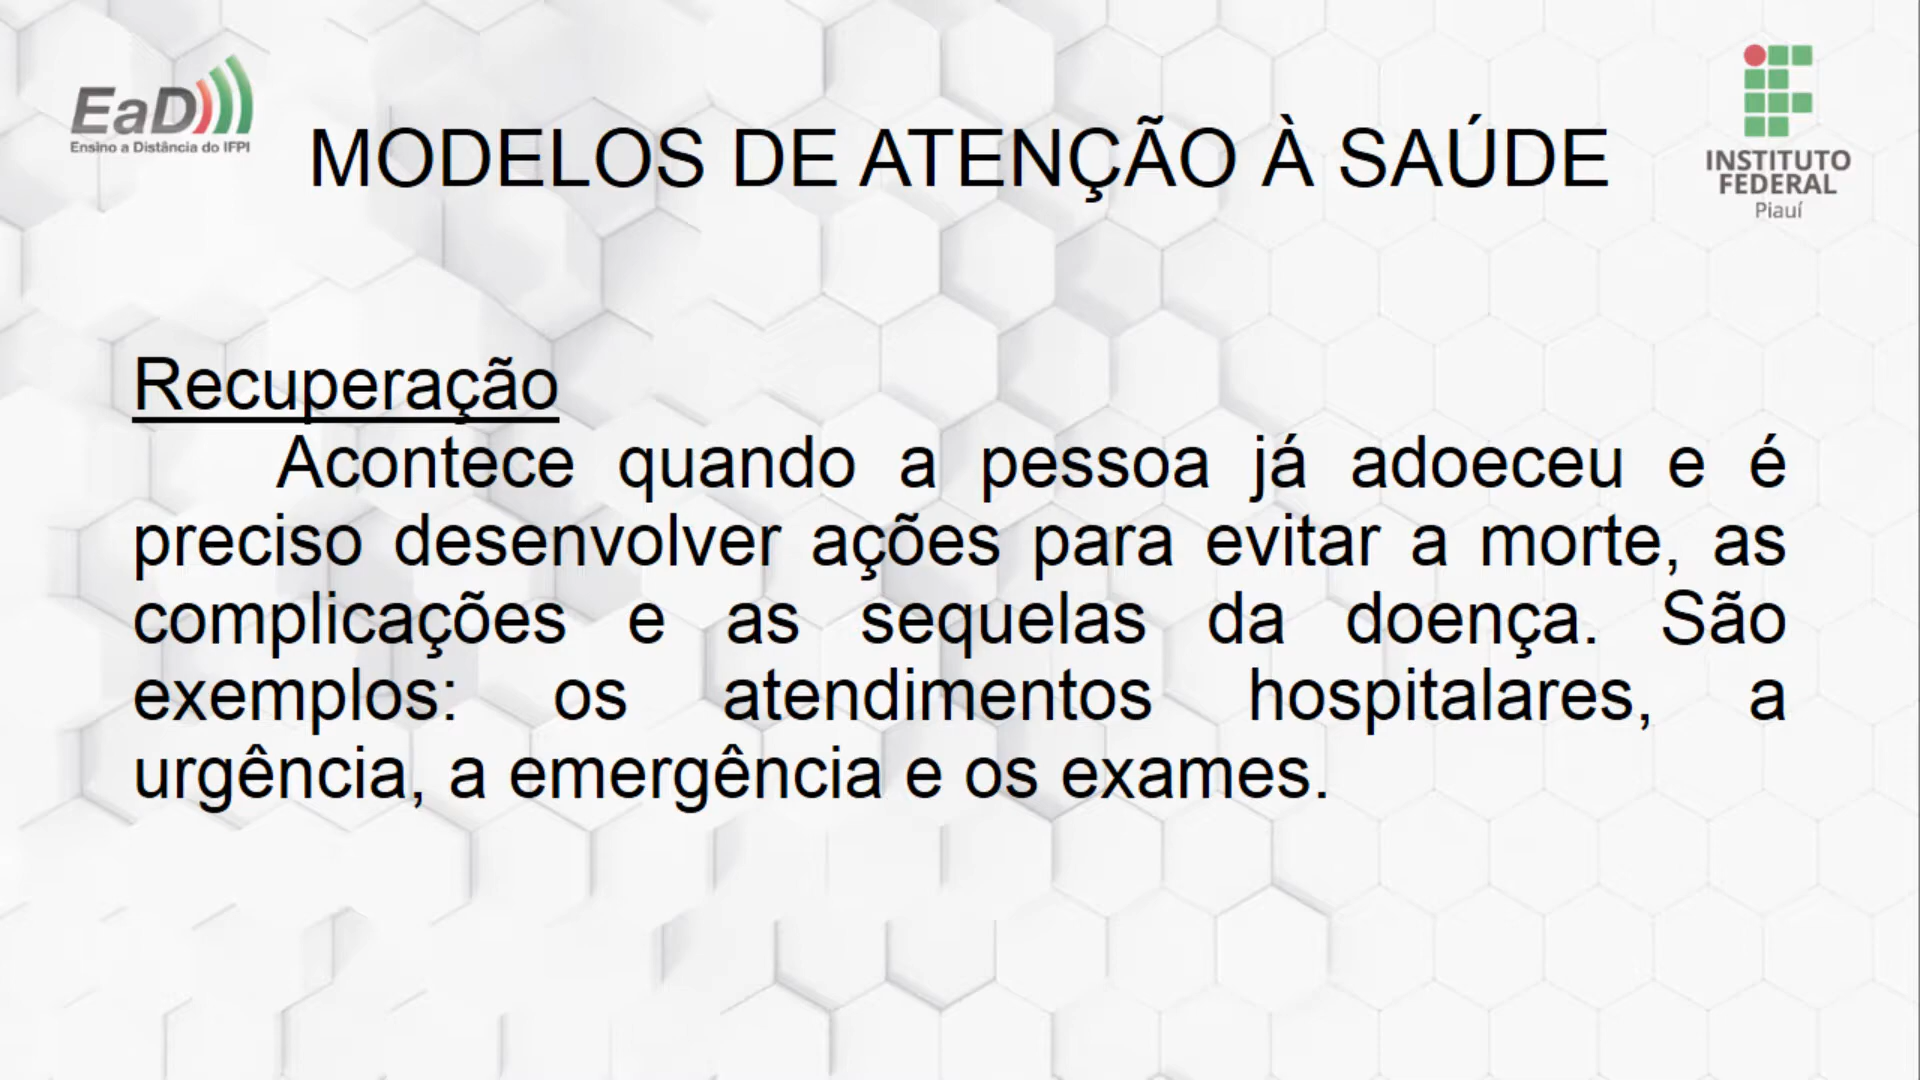 EaD
Ensino a Distância do IFPI
MODELOS DE ATENÇÃO À SAÚDE
INSTITUTO
FEDERAL
Piauí
Recuperação
Acontece quando a pessoa já adoeceu e é
preciso desenvolver ações para evitar a morte, as
complicações e as sequelas da doença. São
exemplos: os atendimentos hospitalares, a
urgência, a emergência e os exames.